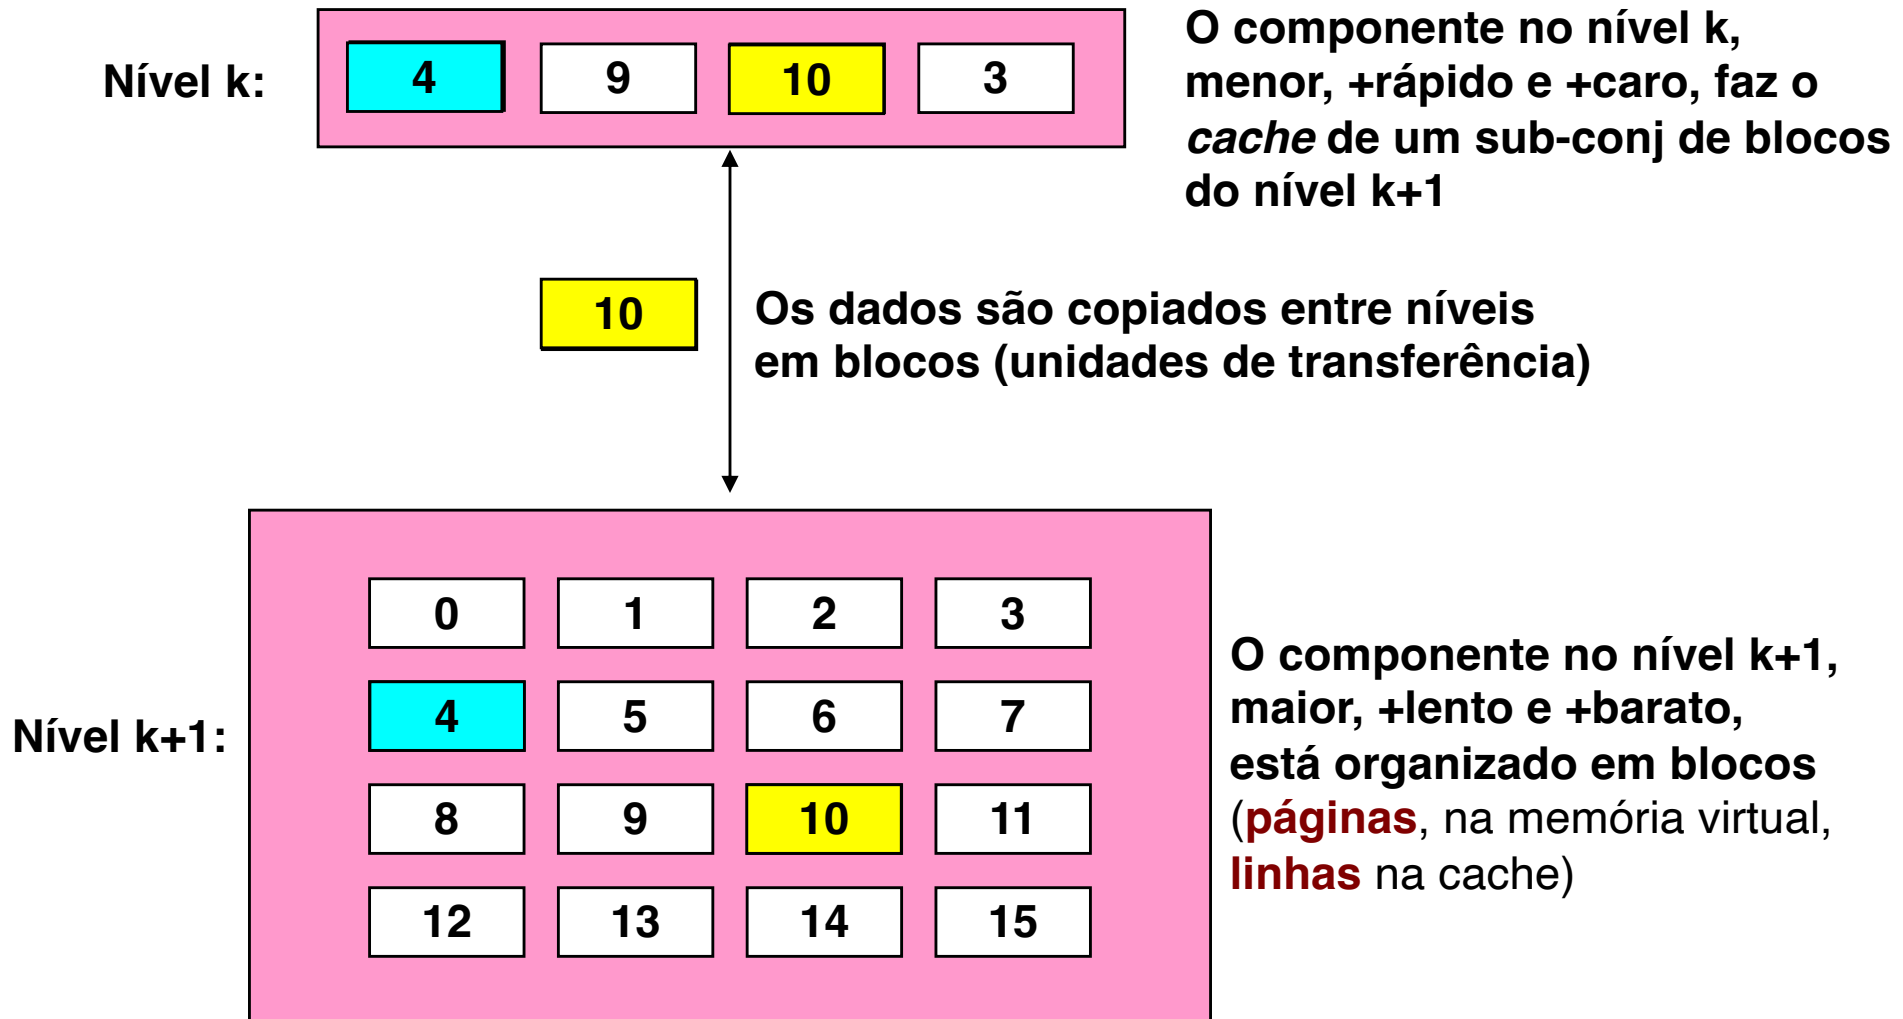 Nível k:
4 9 10 3
O componente no nível k,
menor, +rápido e +caro, faz o
cache de um sub-conj de blocos
do nível k+1
10
Os dados são copiados entre níveis
em blocos (unidades de transferência)
Nível k+1:
0 1 2 3
4 5 6 7
8 9 10 11
12 13 14 15
O componente no nível k+1,
maior, +lento e +barato,
está organizado em blocos
(páginas, na memória virtual,
linhas na cache)